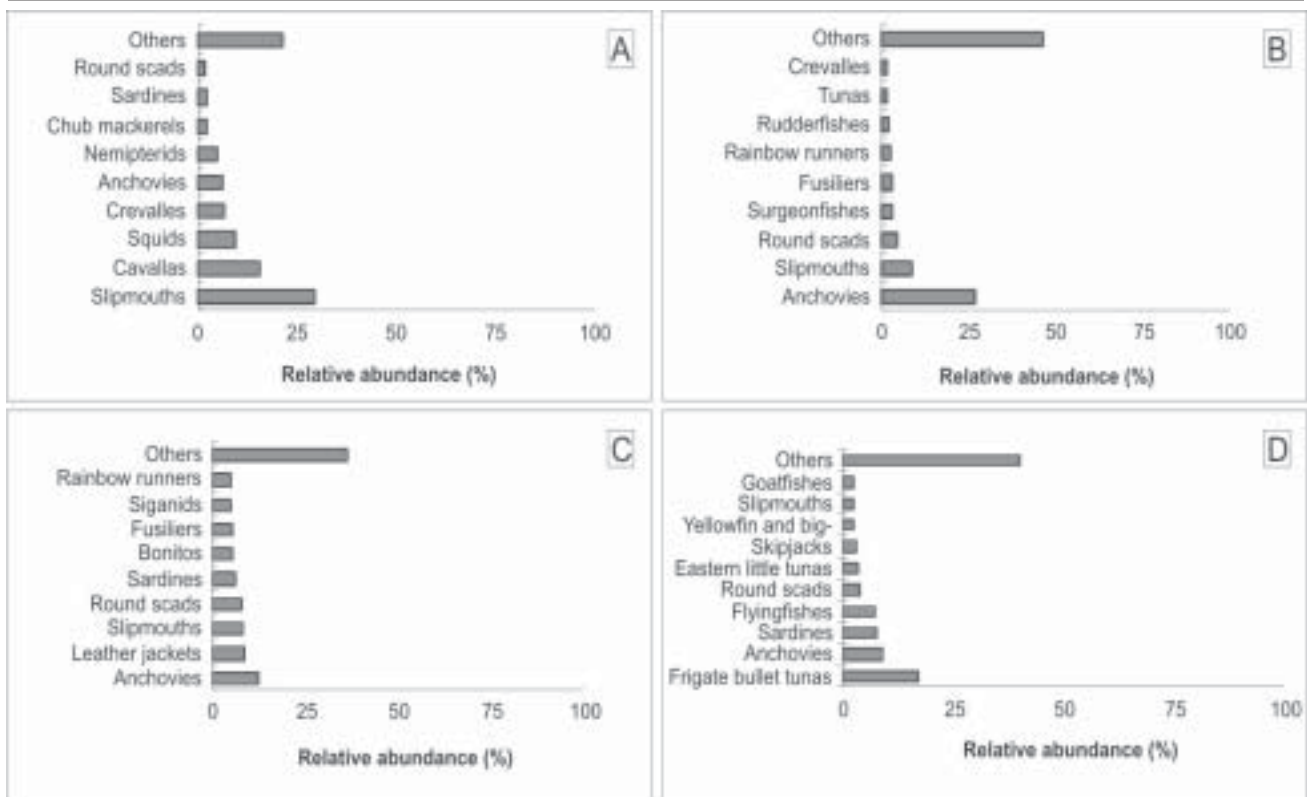 A
Others
Round scads
Sardines
Chub mackerels
Nemipterids
Anchovies
Crevalles
Squids
Cavallas
Slipmouths
0 25 50 75 100
Relative abundance (%)
B
Others
Crevalles
Tunas
Rudderfishes
Rainbow runners
Fusiliers
Surgeonfishes
Round scads
Slipmouths
Anchovies
0 25 50 75 100
Relative abundance (%)
C
Others
Rainbow runners
Siganids
Fusiliers
Bonitos
Sardines
Round scads
Slipmouths
Leather jackets
Anchovies
0 25 50 75 100
Relative abundance (%)
D
Others
Goatfishes
Slipmouths
Yellowfin and big-
Skipjacks
Eastern little tunas
Round scads
Flyingfishes
Sardines
Anchovies
Frigate bullet tunas
0 25 50 75 100
Relative abundance (%)